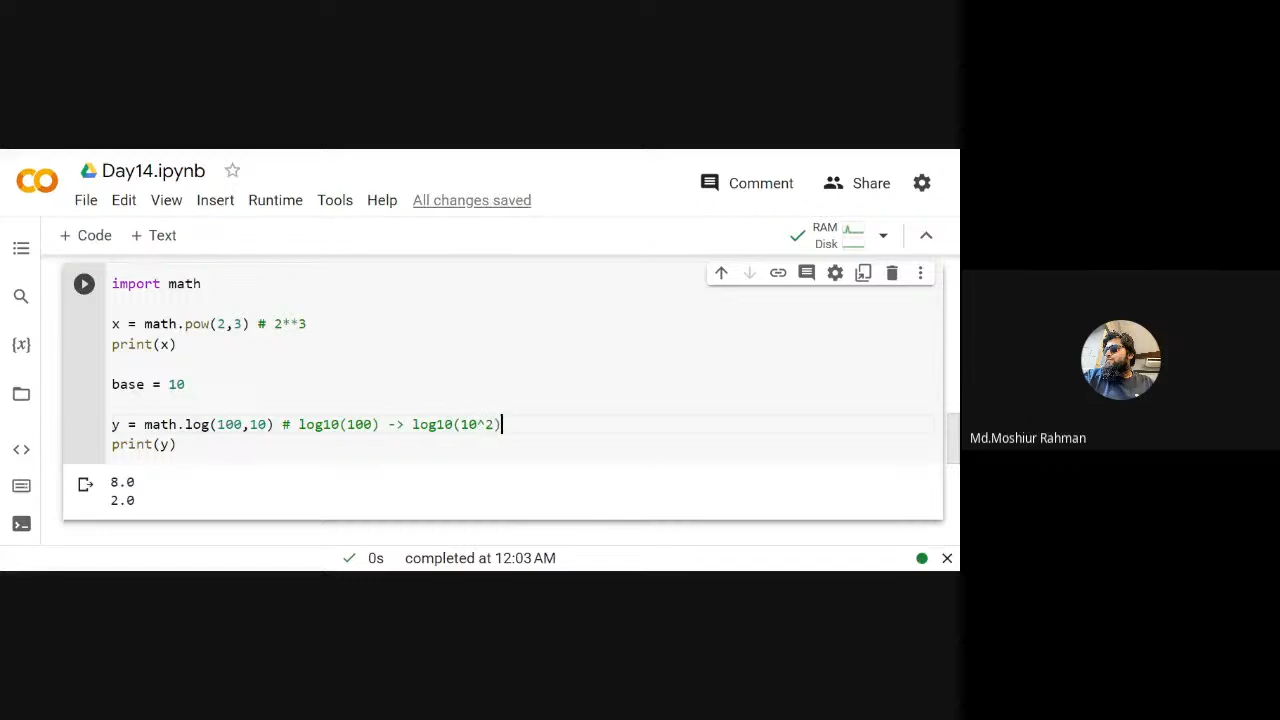 Day14.ipynb
Comment
Share
File Edit View Insert Runtime Tools Help All changes saved
+ Code + Text
RAM
Disk
import math
x = math.pow(2,3) # 2**3
print(x)
base = 10
y = math.log(100,10) # log10(100) -> log10(10^2)
print(y)
8.0
2.0
0s completed at 12:03 AM
Md.Moshiur Rahman